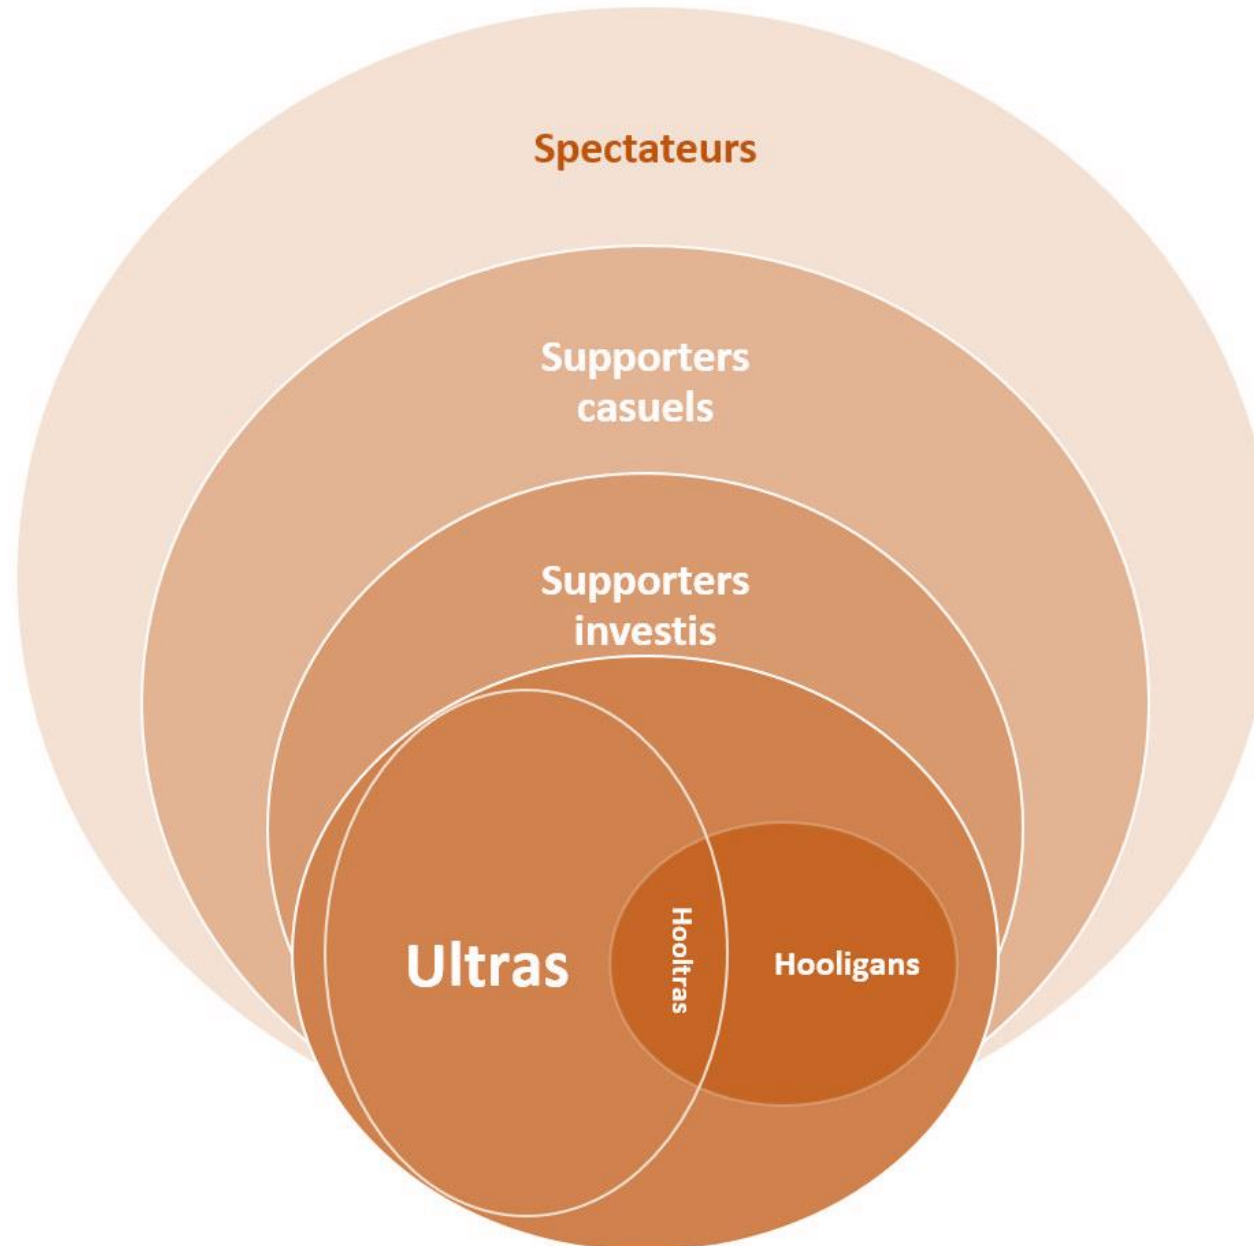 Spectateurs
Supporters
casuels
Supporters
investis
Ultras
Hooltras
Hooligans